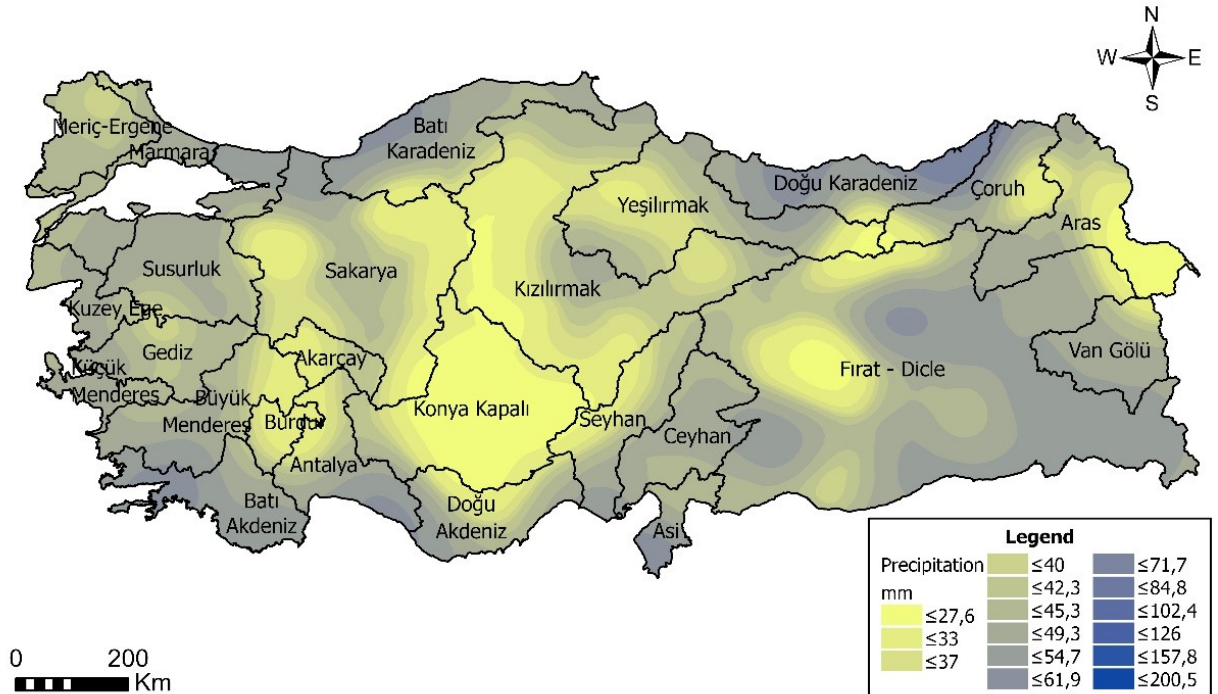 N
W E
S
Meriç-Ergene
Marmara
Batı
Karadeniz
Doğu Karadeniz
Çoruh
Yeşilırmak
Aras
Susurluk
Sakarya
Kızılırmak
Kuzey Ege
Gediz
Akarçay
Van Gölü
Küçük
Menderes
Büyük
Menderes
Burdur
Konya Kapalı
Seyhan
Fırat - Dicle
Ceyhan
Antalya
Batı
Akdeniz
Doğu
Akdeniz
Asi
Legend
Precipitation
mm
≤27,6
≤33
≤37
≤40
≤42,3
≤45,3
≤49,3
≤54,7
≤61,9
≤71,7
≤84,8
≤102,4
≤126
≤157,8
≤200,5
0 200
Km